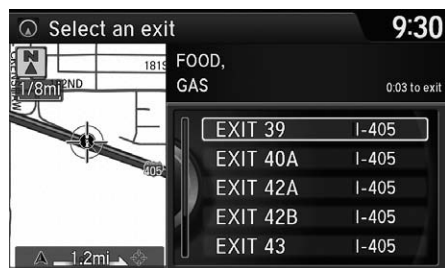 Select an exit 9:30
N
1/8mi
181S
2ND
405
1.2mi
FOOD,
GAS 0:03 to exit
EXIT 39 I-405
EXIT 40A I-405
EXIT 42A I-405
EXIT 42B I-405
EXIT 43 I-405